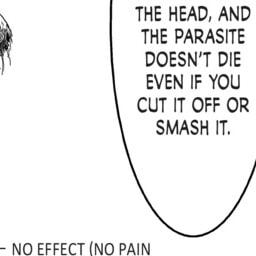 THE HEAD, AND
THE PARASITE
DOESN'T DIE
EVEN IF YOU
CUT IT OFF OR
SMASH IT.
– NO EFFECT (NO PAIN